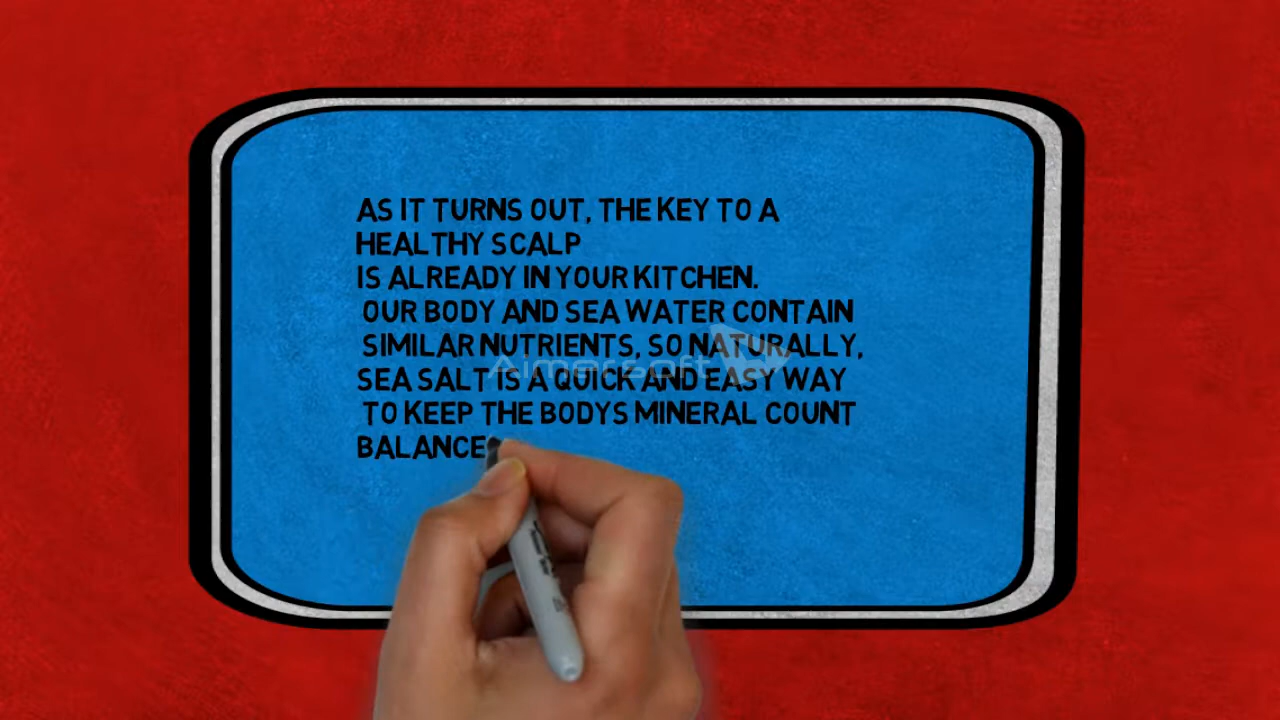 AS IT TURNS OUT, THE KEY TO A
HEALTHY SCALP
IS ALREADY IN YOUR KITCHEN.
OUR BODY AND SEA WATER CONTAIN
SIMILAR NUTRIENTS, SO NATURALLY,
SEA SALT IS A QUICK AND EASY WAY
TO KEEP THE BODYS MINERAL COUNT
BALANCE
Aimersoft